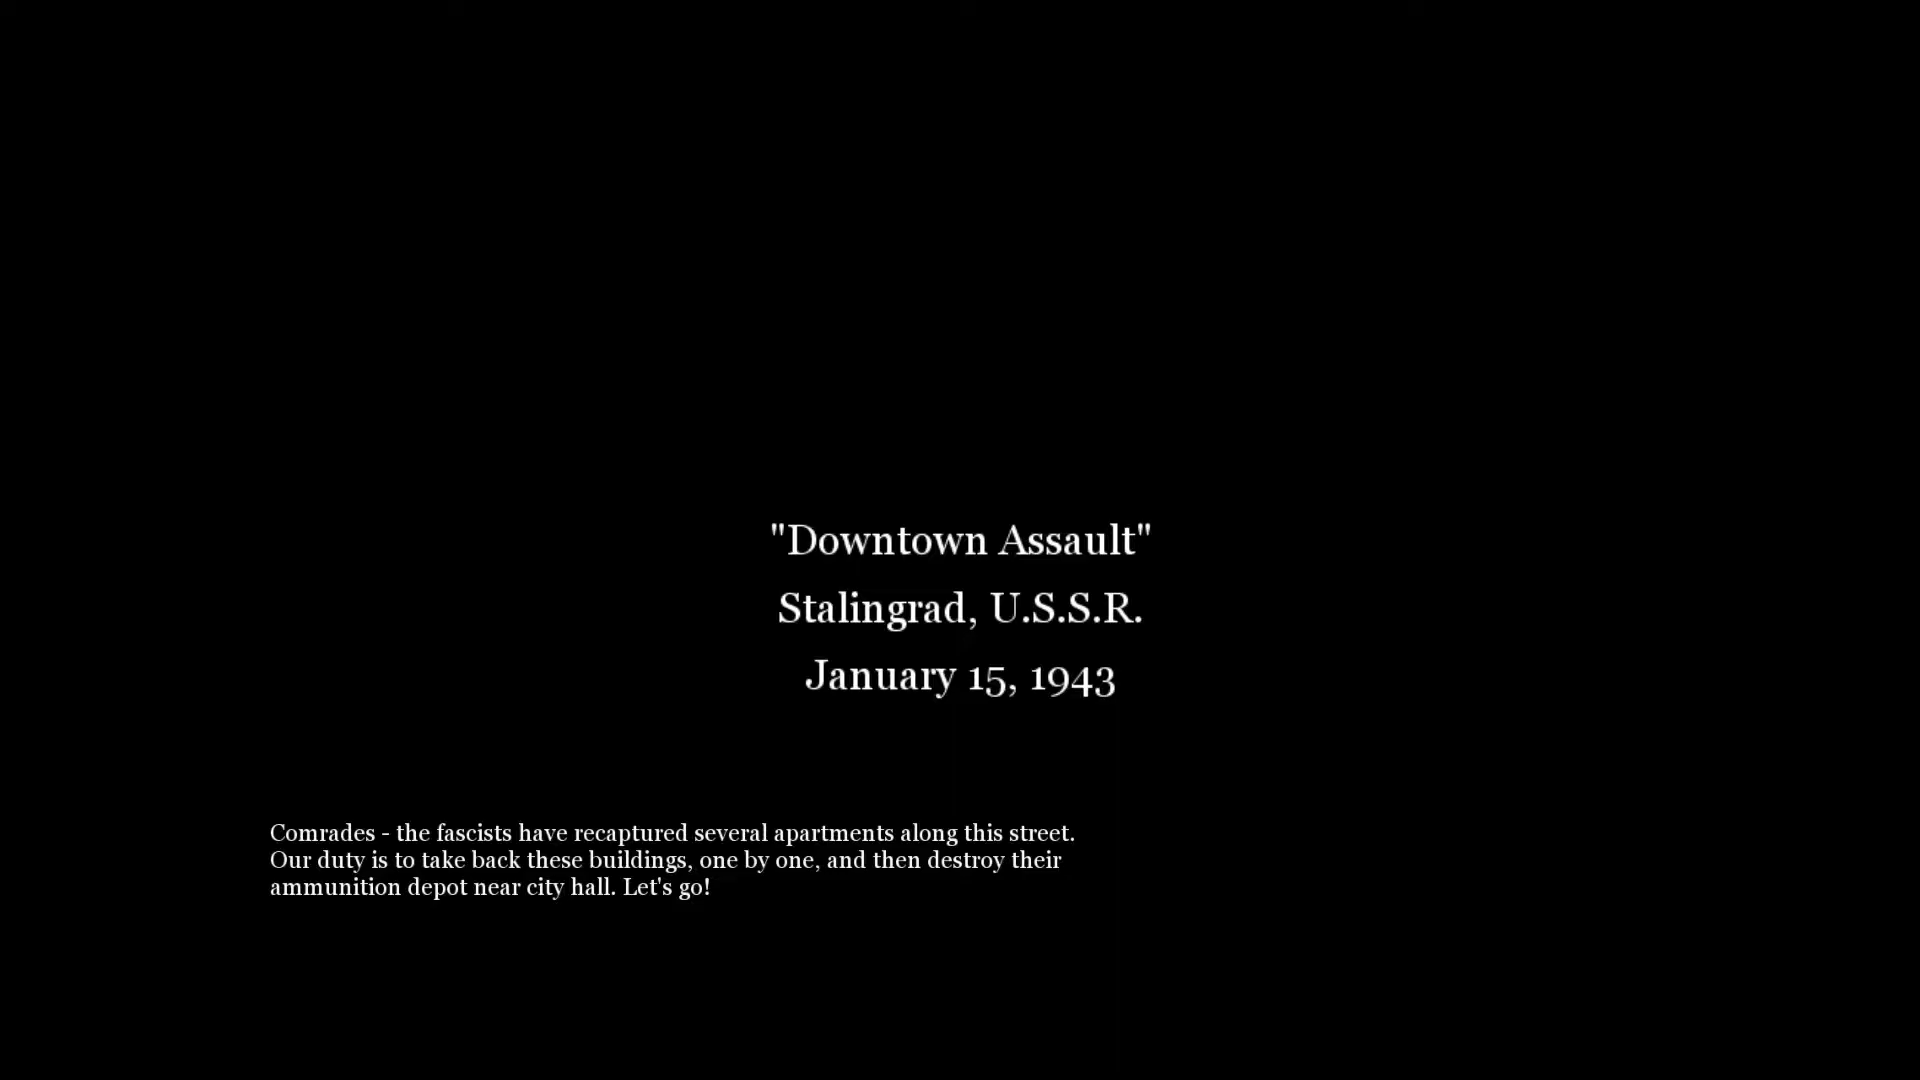 "Downtown Assault"
Stalingrad, U.S.S.R.
January 15, 1943
Comrades - the fascists have recaptured several apartments along this street.
Our duty is to take back these buildings, one by one, and then destroy their
ammunition depot near city hall. Let's go!